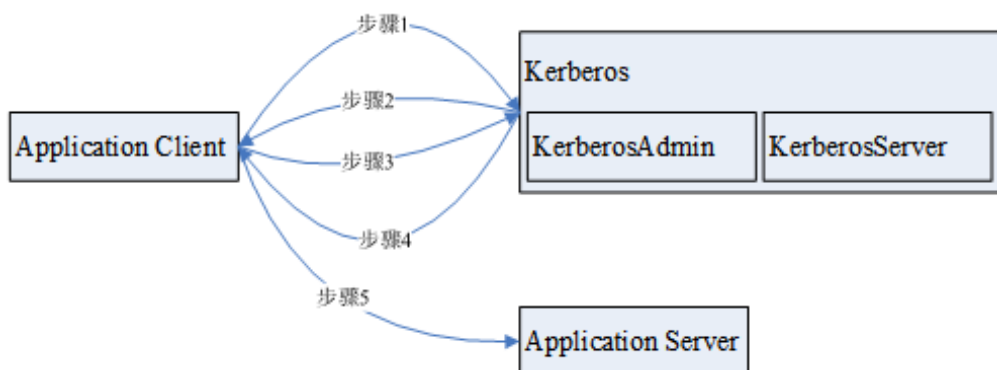 步骤1
Kerberos
步骤2
Application Client
KerberosAdmin
KerberosServer
步骤3
步骤4
步骤5
Application Server